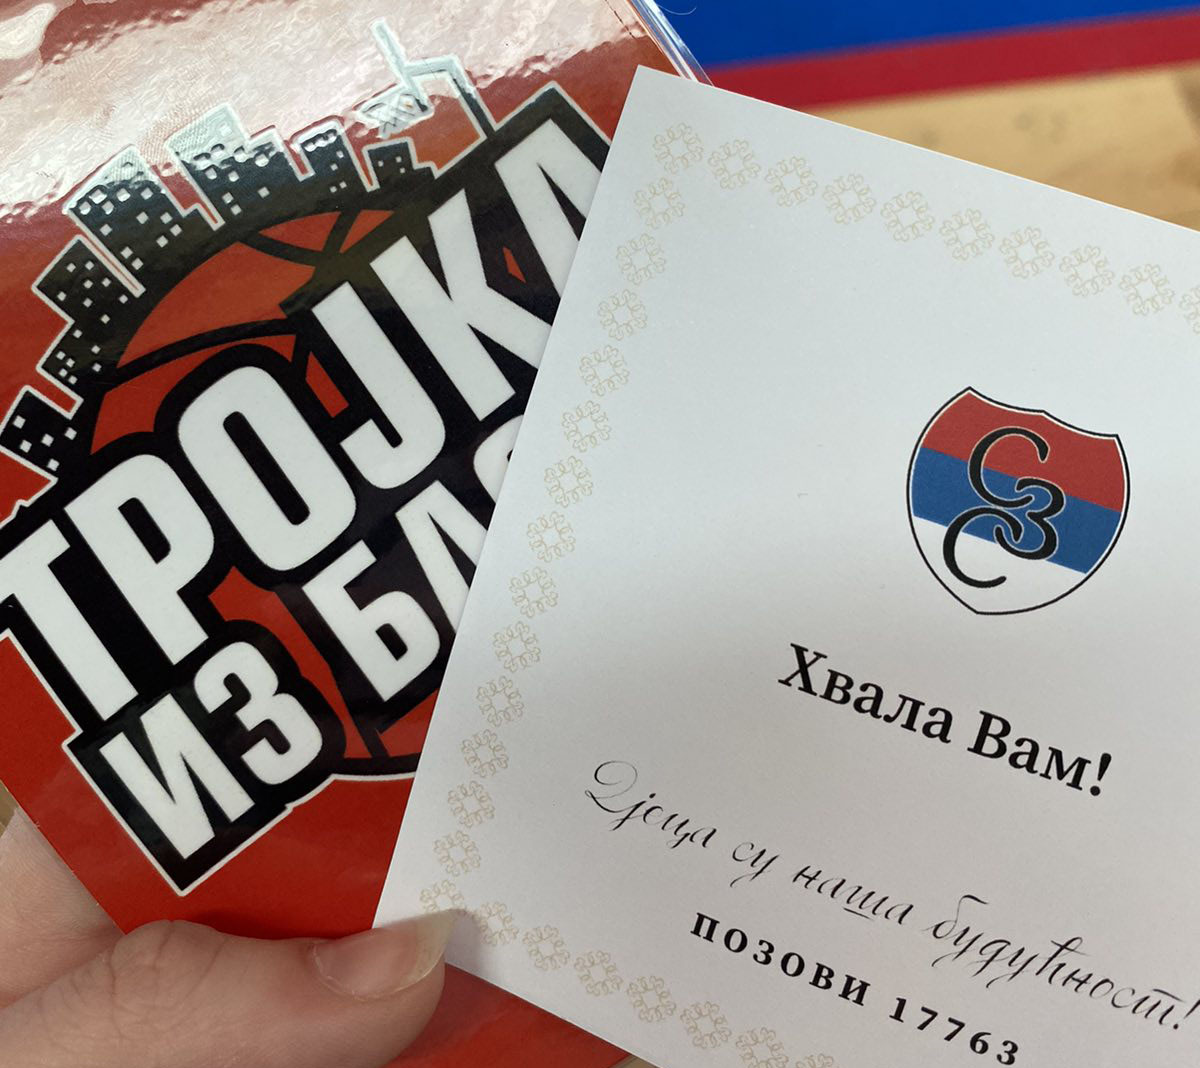 ТРОЈКА
ИЗ
СЗС
Хвала Вам!
Дјеца су наша будућност!
позови 17763